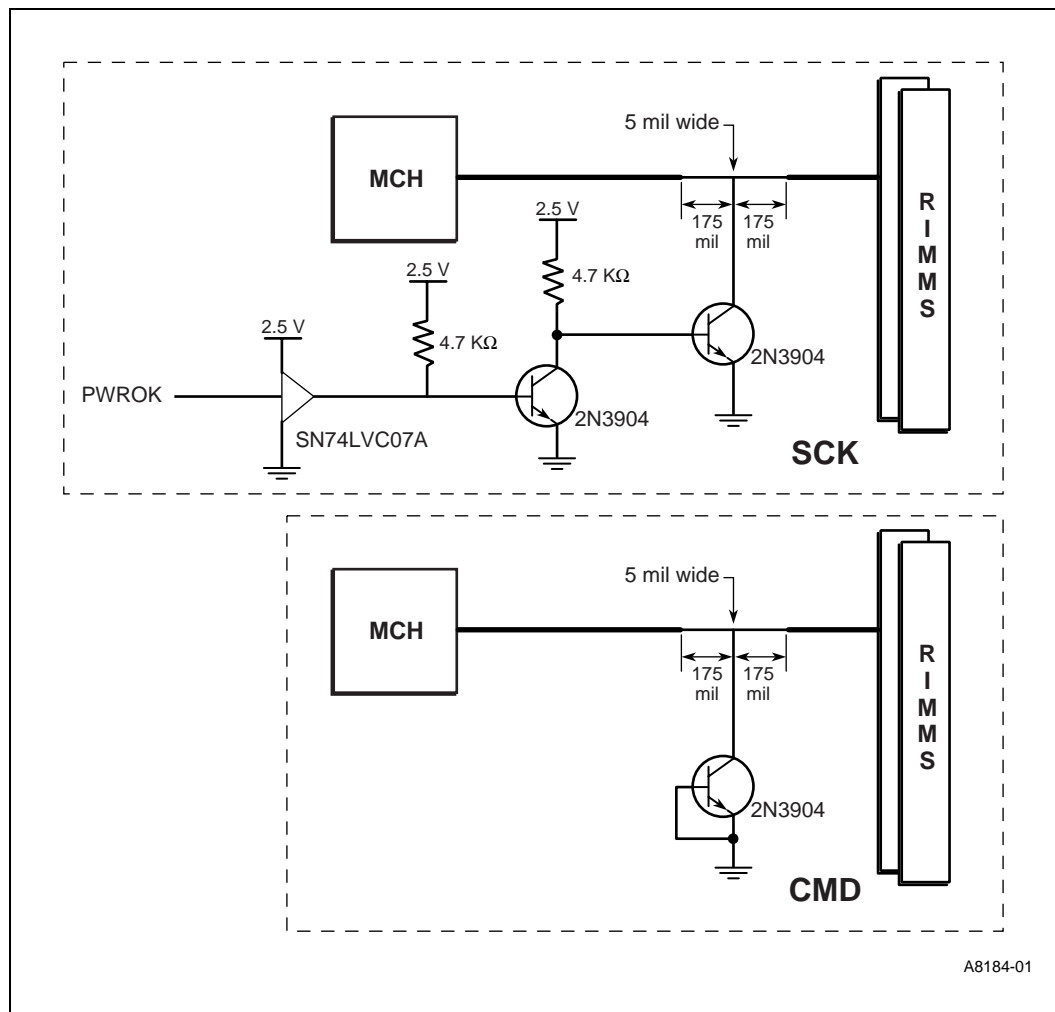 5 mil wide
MCH
2.5 V
175
mil
175
mil
R
I
M
M
S
2.5 V
4.7 KΩ
2.5 V
4.7 KΩ
2N3904
PWROK
2N3904
SN74LVC07A
SCK
5 mil wide
MCH
175
mil
175
mil
R
I
M
M
S
2N3904
CMD
A8184-01